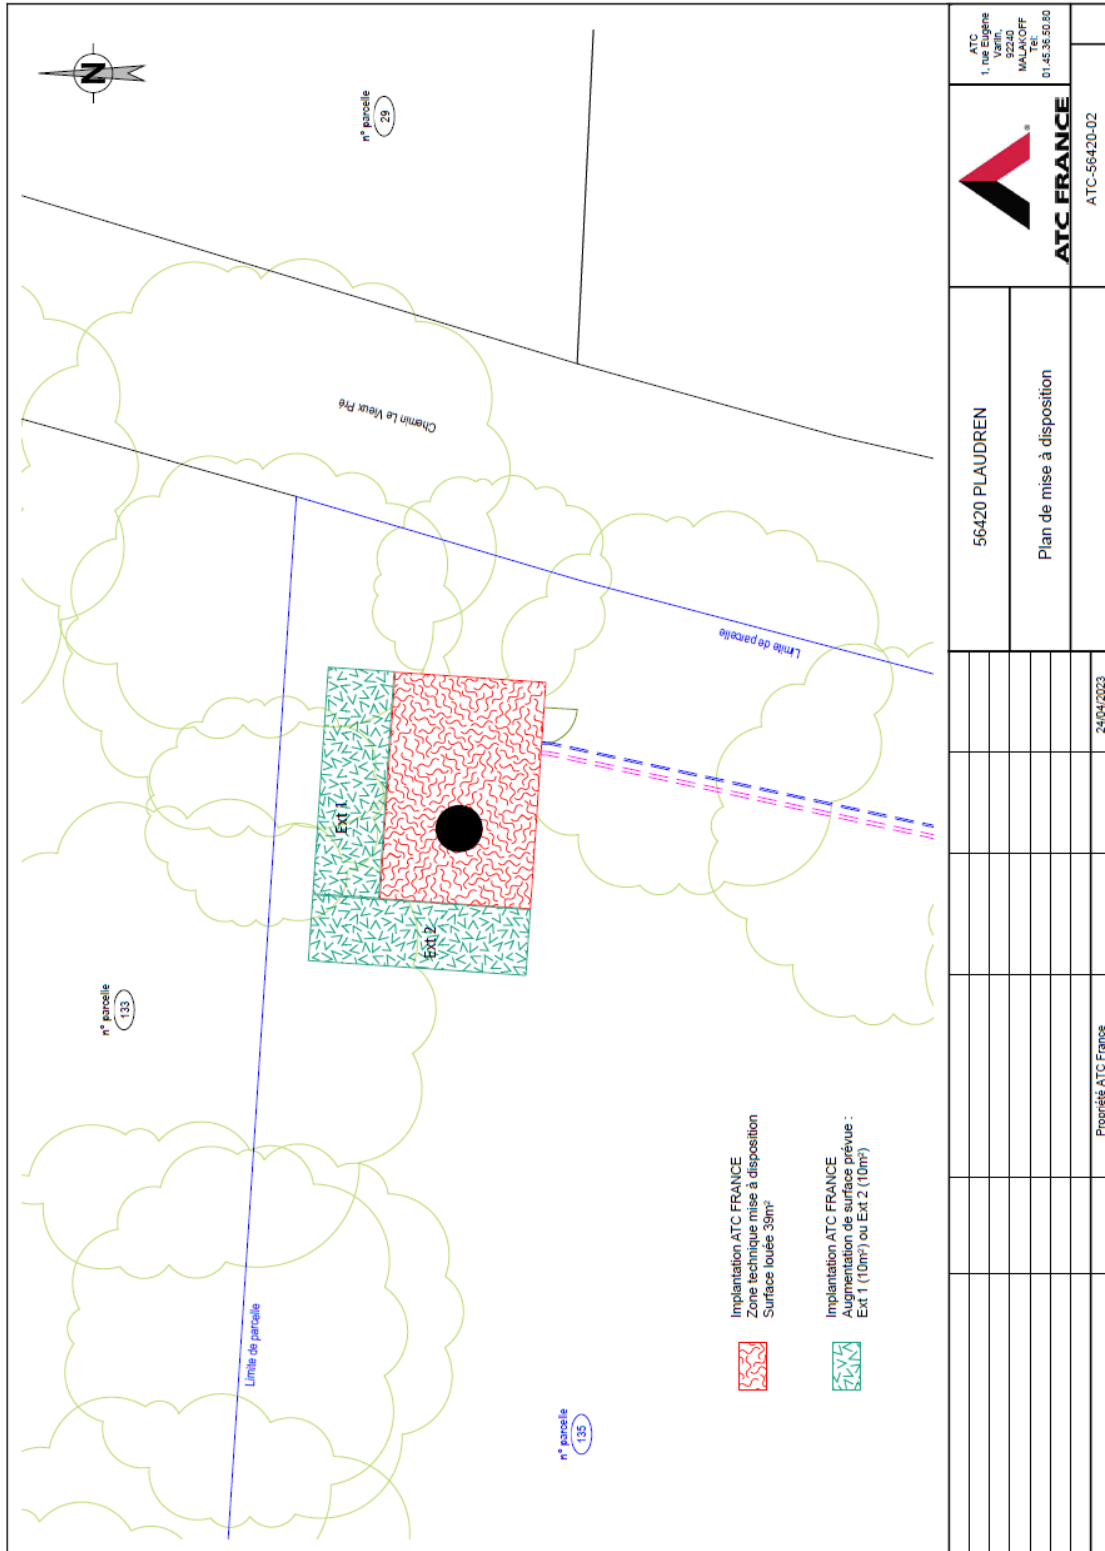 N
n° parcelle
29
Chemin Le Vieux Pré
Limite de parcelle
Ext 1
Ext 2
n° parcelle
133
Limite de parcelle
n° parcelle
135
Implantation ATC FRANCE
Zone technique mise à disposition
Surface louée 39m²
Implantation ATC FRANCE
Augmentation de surface prévue :
Ext 1 (10m²) ou Ext 2 (10m²)
Propriété ATC France
24/04/2023
56420 PLAUDREN
Plan de mise à disposition
ATC FRANCE
®
ATC
1, rue Eugène
Varlin,
92240
MALAKOFF
Tél:
01.45.36.50.80
ATC-56420-02